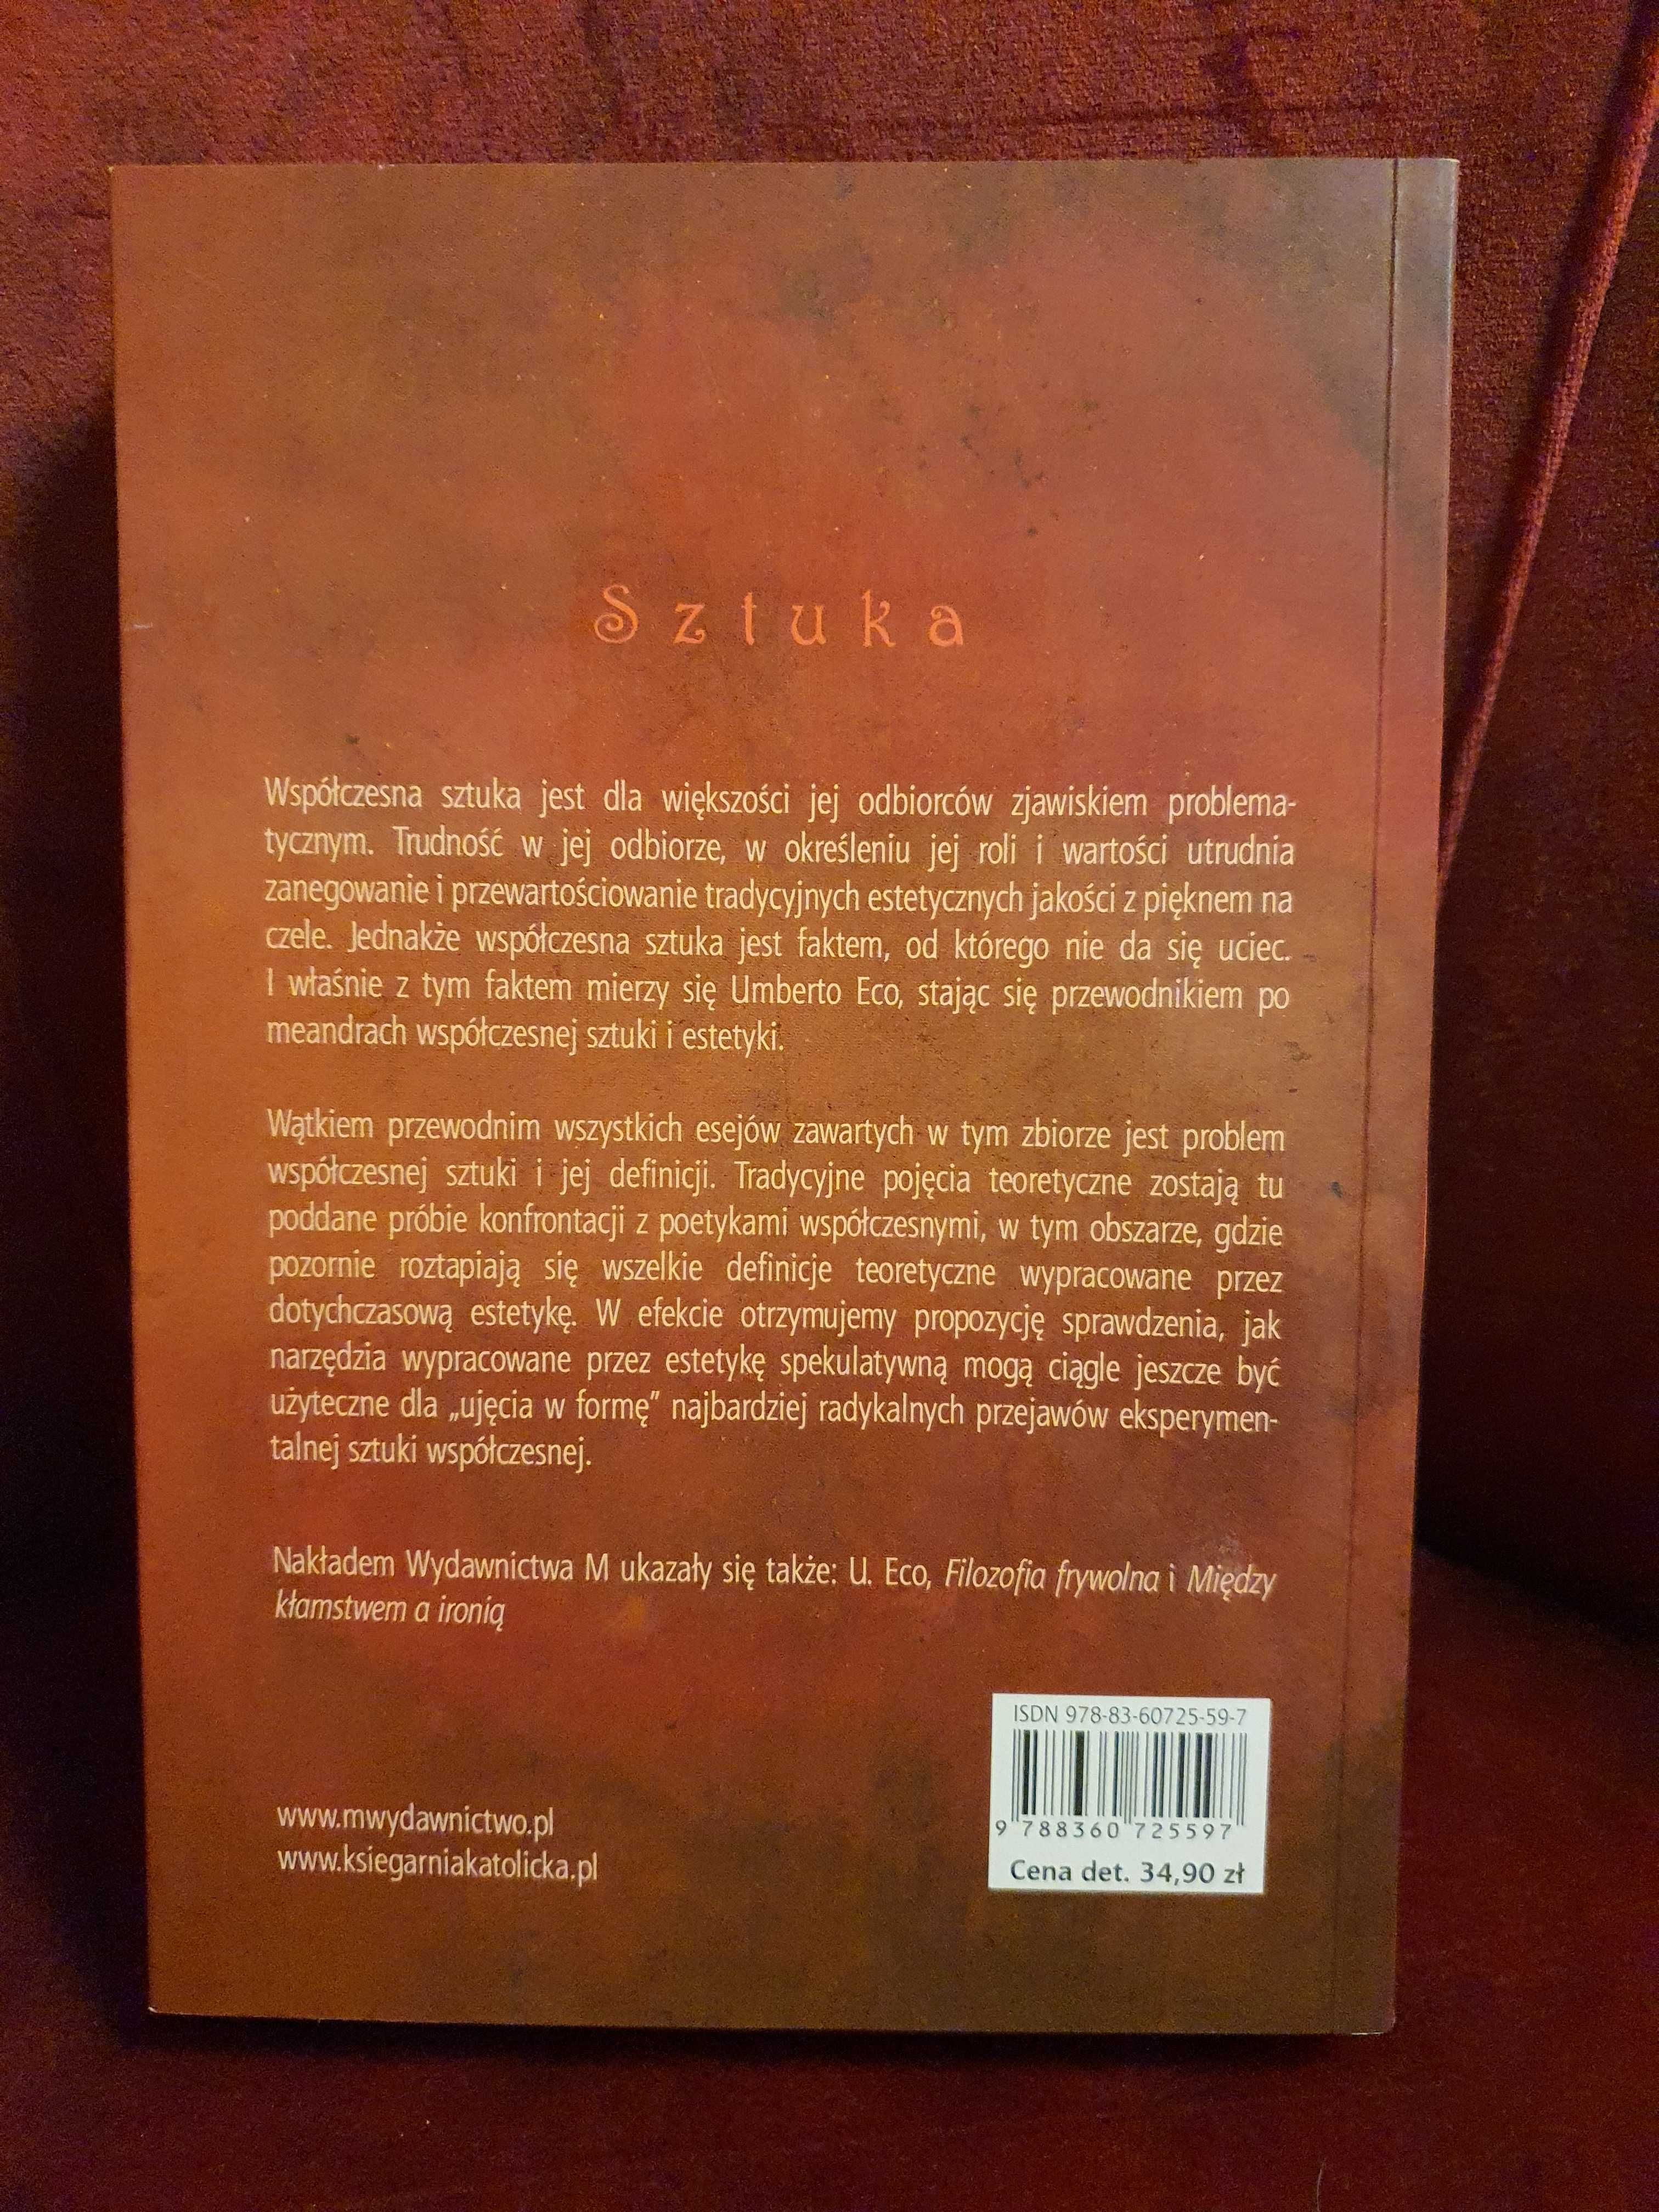 Sztuka
Współczesna sztuka jest dla większości jej odbiorców zjawiskiem problema-
tycznym. Trudność w jej odbiorze, w określeniu jej roli i wartości utrudnia
zanegowanie i przewartościowanie tradycyjnych estetycznych jakości z pięknem na
czele. Jednakże współczesna sztuka jest faktem, od którego nie da się uciec.
I właśnie z tym faktem mierzy się Umberto Eco, stając się przewodnikiem po
meandrach współczesnej sztuki i estetyki.
Wątkiem przewodnim wszystkich esejów zawartych w tym zbiorze jest problem
współczesnej sztuki i jej definicji. Tradycyjne pojęcia teoretyczne zostają tu
poddane próbie konfrontacji z poetykami współczesnymi, w tym obszarze, gdzie
pozornie roztapiają się wszelkie definicje teoretyczne wypracowane przez
dotychczasową estetykę. W efekcie otrzymujemy propozycję sprawdzenia, jak
narzędzia wypracowane przez estetykę spekulatywną mogą ciągle jeszcze być
użyteczne dla „ujęcia w formę” najbardziej radykalnych przejawów eksperymen-
talnej sztuki współczesnej.
Nakładem Wydawnictwa M ukazały się także: U. Eco, Filozofia frywolna i Między
kłamstwem a ironią
ISDN 978-83-60725-59-7
9 788360 725597
Cena det. 34,90 zł
www.mwydawnictwo.pl
www.ksiegarniakatolicka.pl